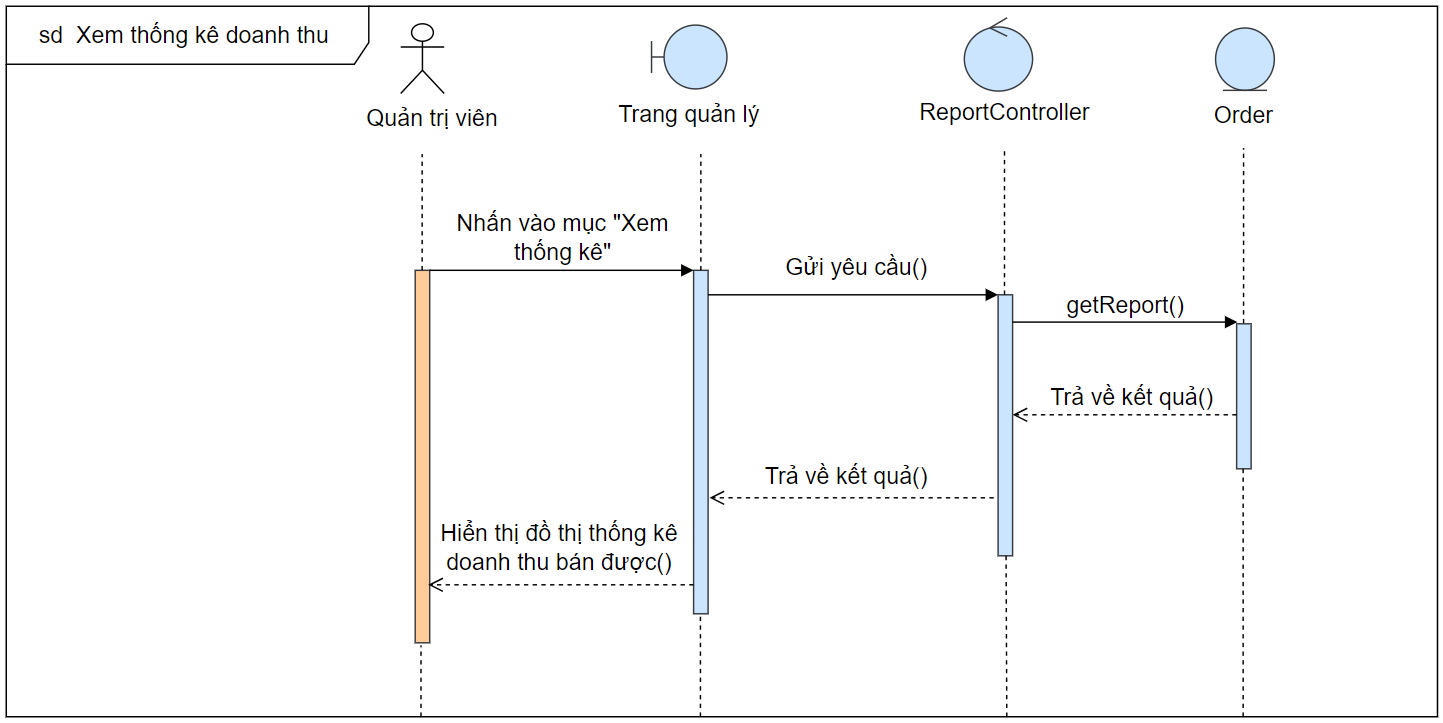 sd  Xem thống kê doanh thu
Quản trị viên
Trang quản lý
ReportController
Order
Nhấn vào mục "Xem
thống kê"
Gửi yêu cầu()
getReport()
Trả về kết quả()
Trả về kết quả()
Hiển thị đồ thị thống kê
doanh thu bán được()